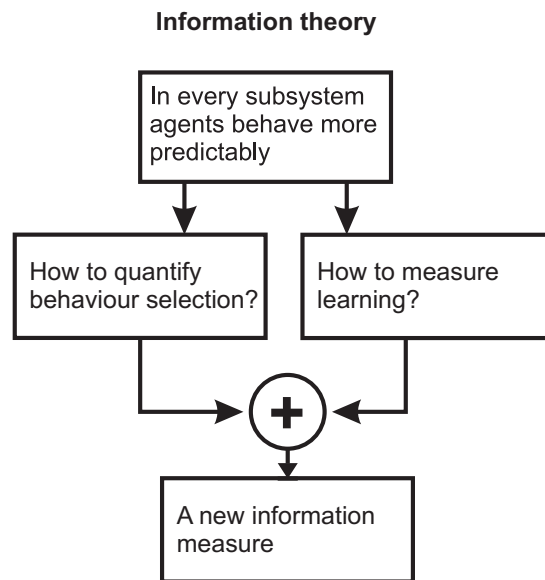 Information theory
In every subsystem
agents behave more
predictably
How to quantify
behaviour selection?
How to measure
learning?
+
A new information
measure